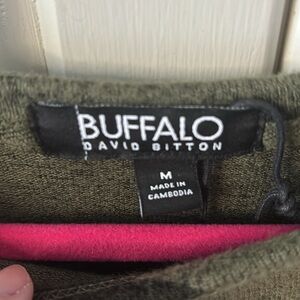 BUFFALO
DAVID BITTON
M
MADE IN
CAMBODIA